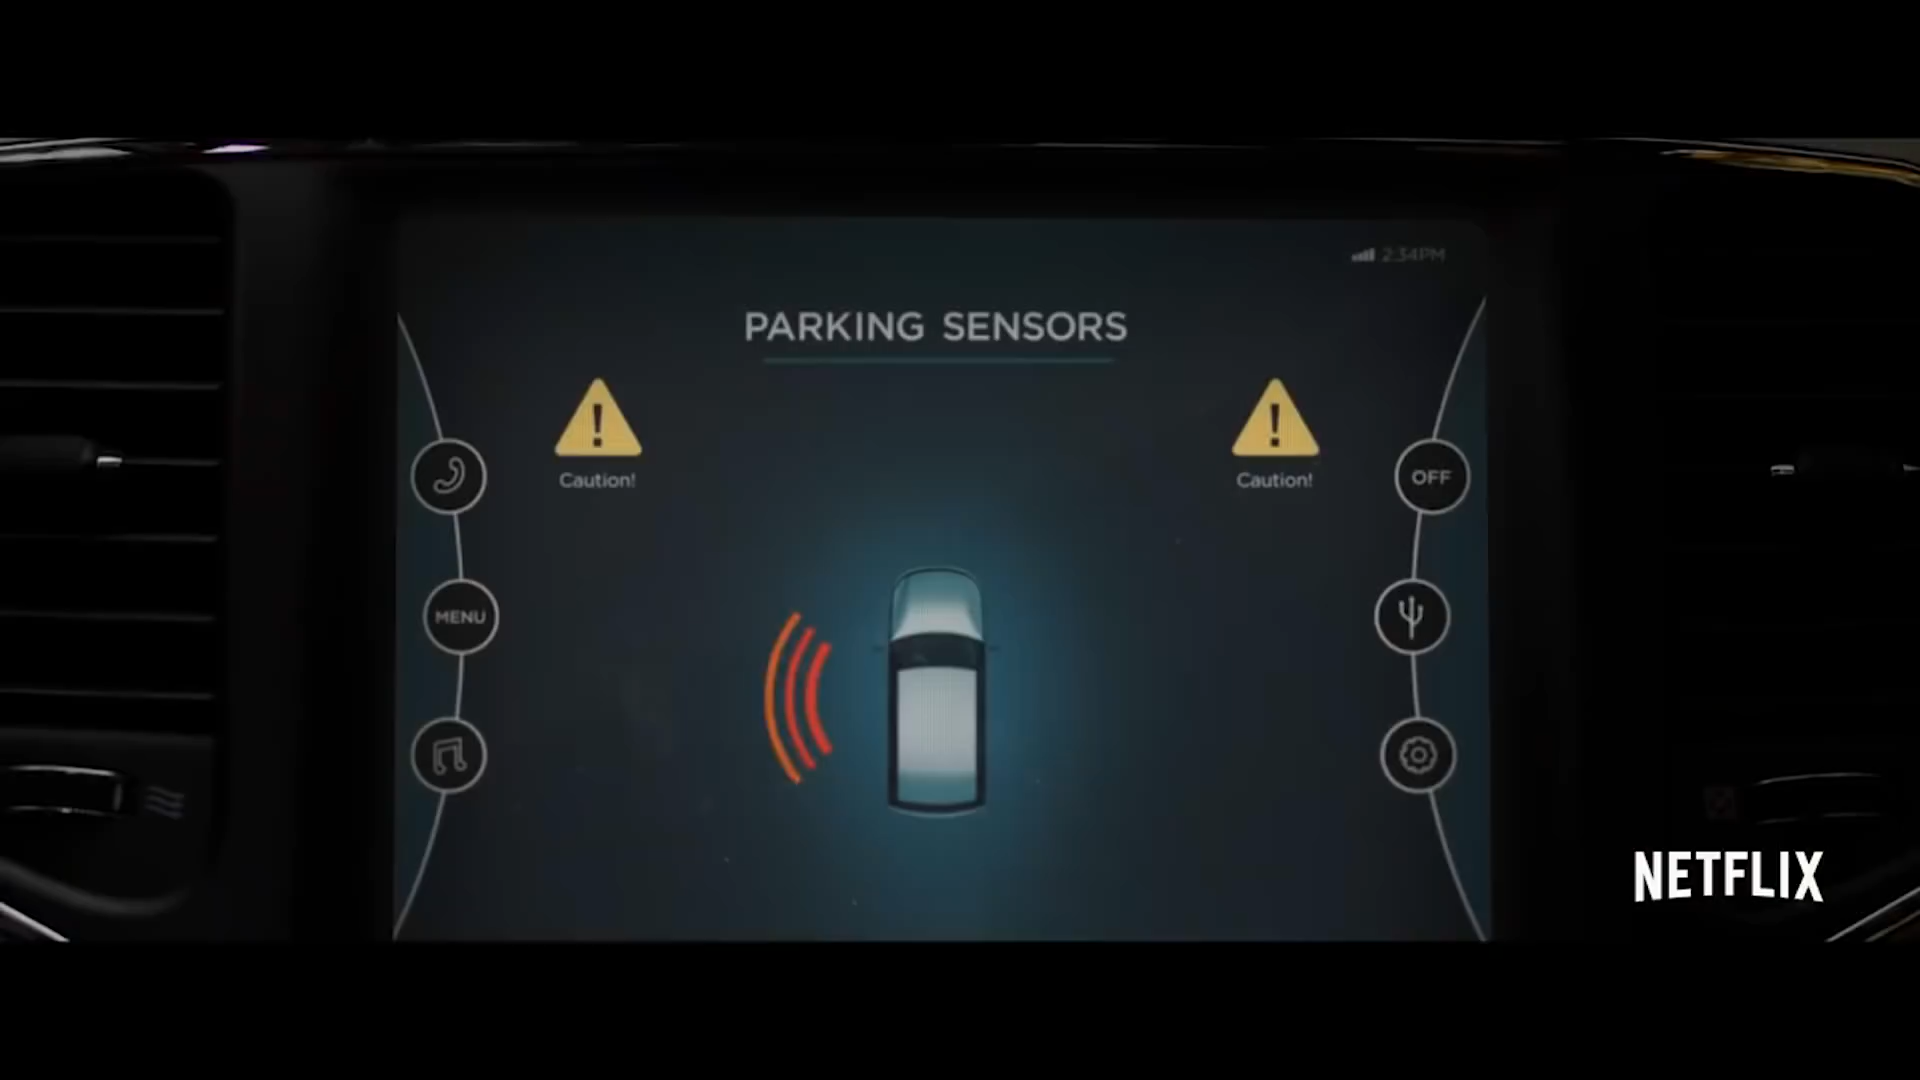 2:34PM
PARKING SENSORS
Caution!
Caution!
OFF
MENU
NETFLIX